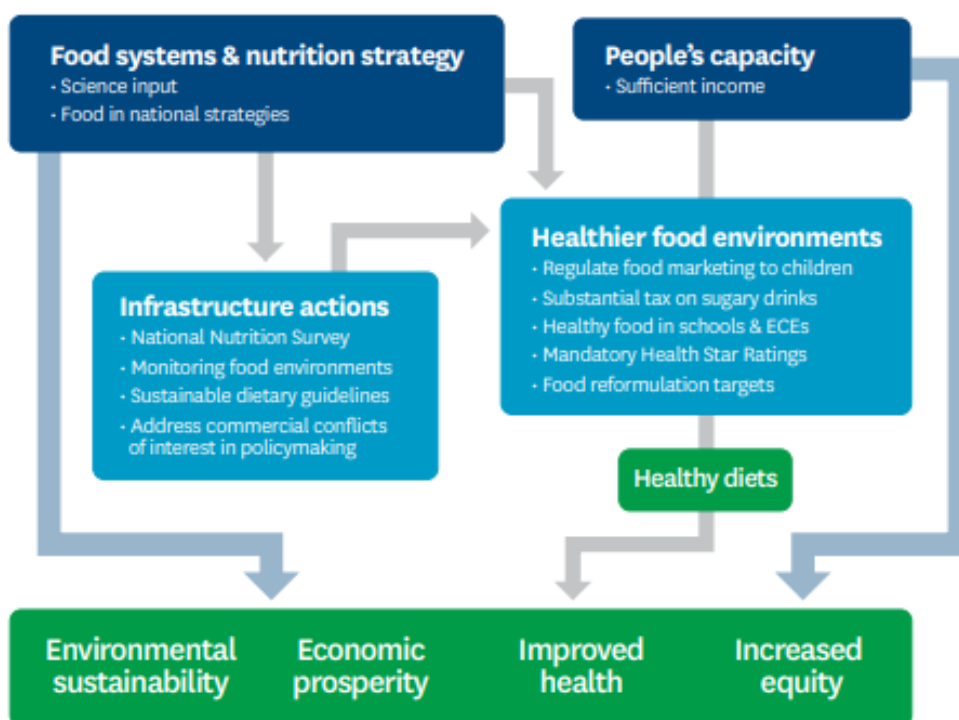 Food systems & nutrition strategy
· Science input
· Food in national strategies
People's capacity
· Sufficient income
Healthier food environments
· Regulate food marketing to children
· Substantial tax on sugary drinks
· Healthy food in schools & ECEs
· Mandatory Health Star Ratings
· Food reformulation targets
Infrastructure actions
· National Nutrition Survey
· Monitoring food environments
· Sustainable dietary guidelines
· Address commercial conflicts
of interest in policymaking
Healthy diets
Environmental
sustainability
Economic
prosperity
Improved
health
Increased
equity